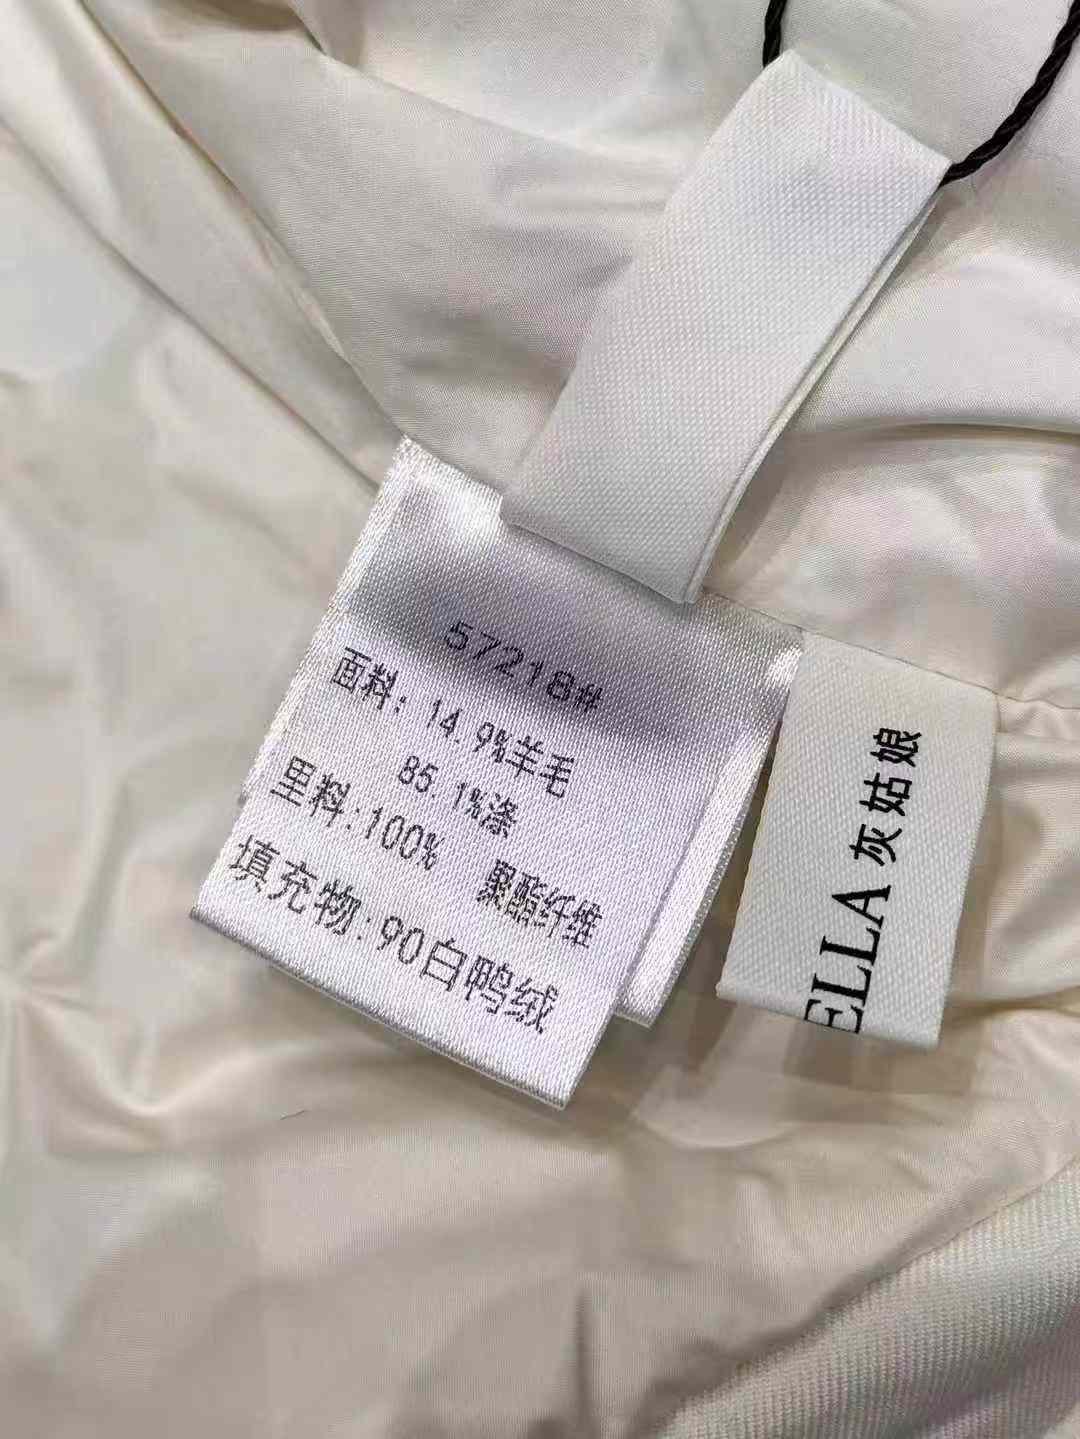 57218#
面料: 14.9%羊毛
85.1%涤
里料:100% 聚酯纤维
填充物:90白鸭绒
ELLA 灰姑娘